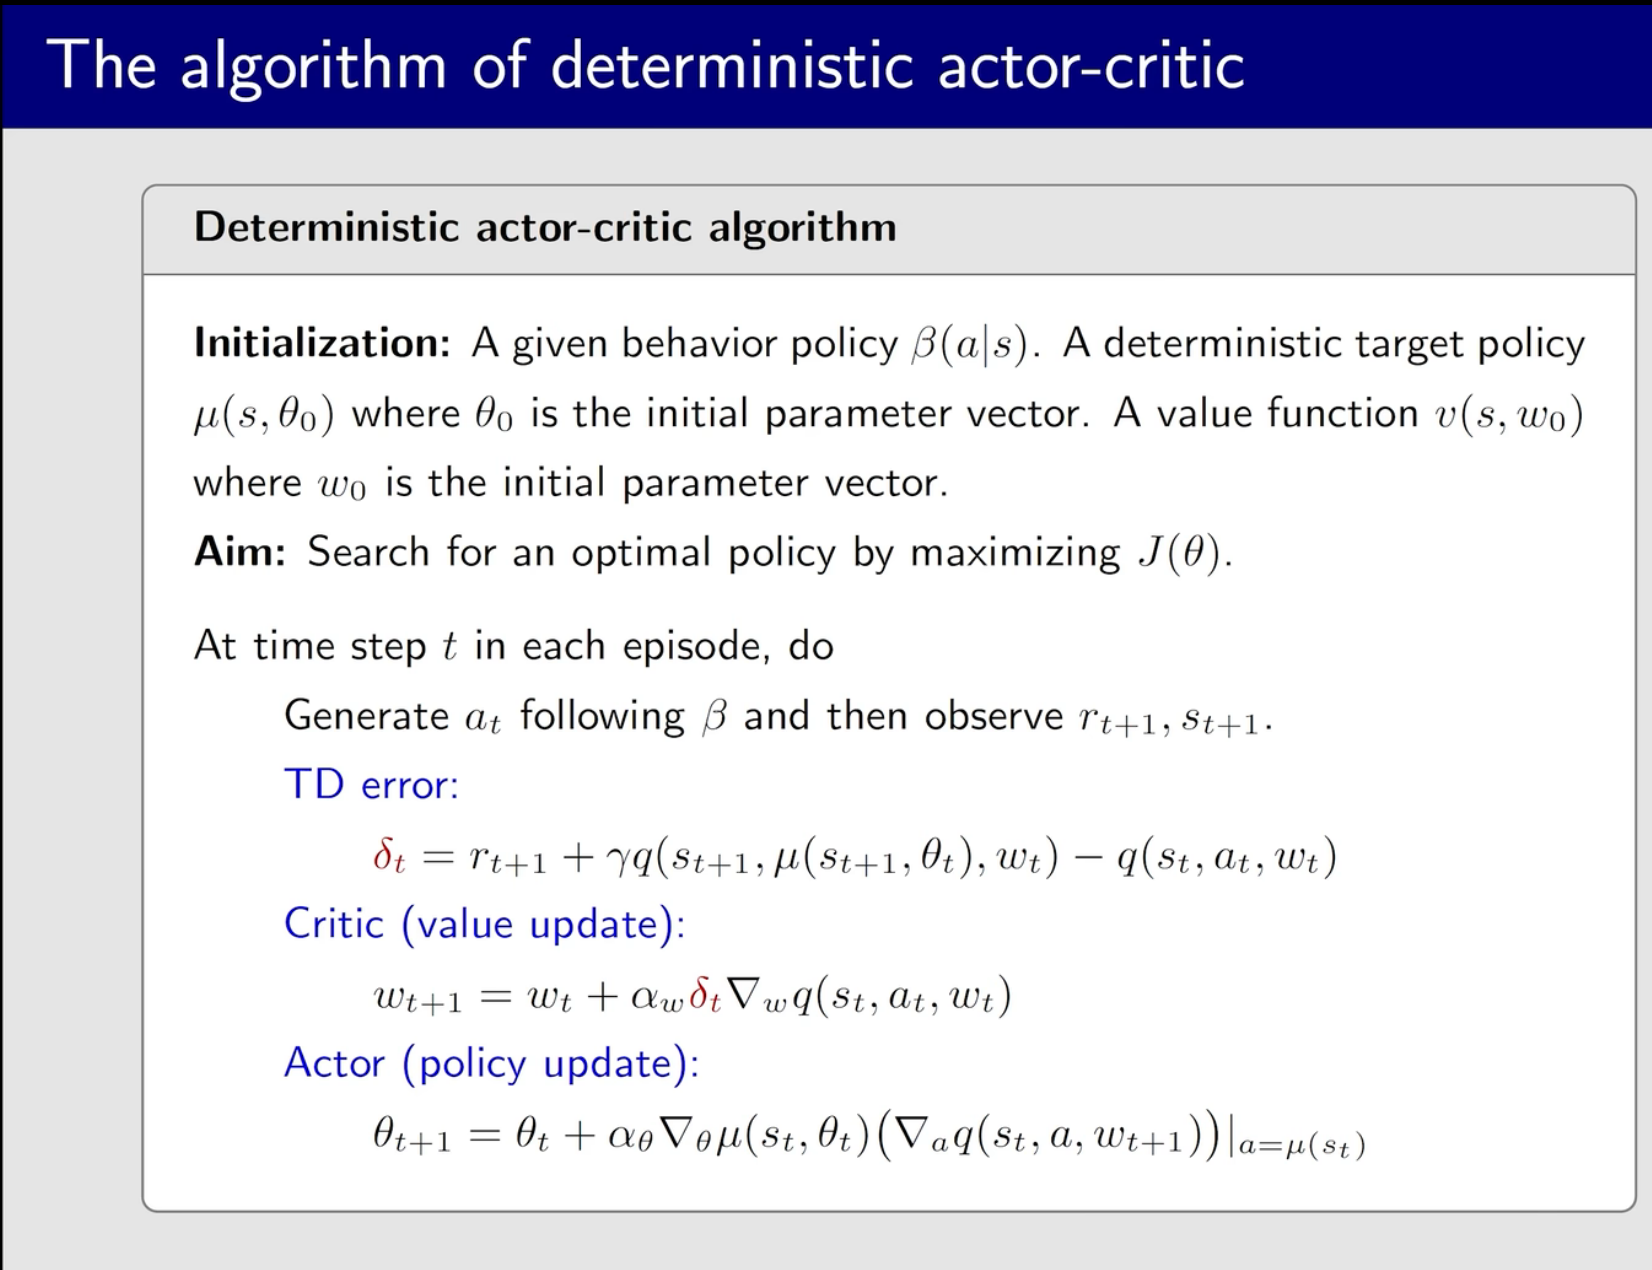 The algorithm of deterministic actor-critic
Deterministic actor-critic algorithm
Initialization: A given behavior policy β(a|s). A deterministic target policy
μ(s, θ₀) where θ₀ is the initial parameter vector. A value function v(s, w₀)
where w₀ is the initial parameter vector.
Aim: Search for an optimal policy by maximizing J(θ).
At time step t in each episode, do
Generate aₜ following β and then observe rₜ₊₁, sₜ₊₁.
TD error:
δₜ = rₜ₊₁ + γq(sₜ₊₁, μ(sₜ₊₁, θₜ), wₜ) − q(sₜ, aₜ, wₜ)
Critic (value update):
wₜ₊₁ = wₜ + α_w δₜ∇_w q(sₜ, aₜ, wₜ)
Actor (policy update):
θₜ₊₁ = θₜ + α_θ ∇_θ μ(sₜ, θₜ)(∇ₐq(sₜ, a, wₜ₊₁))|_{a=μ(sₜ)}